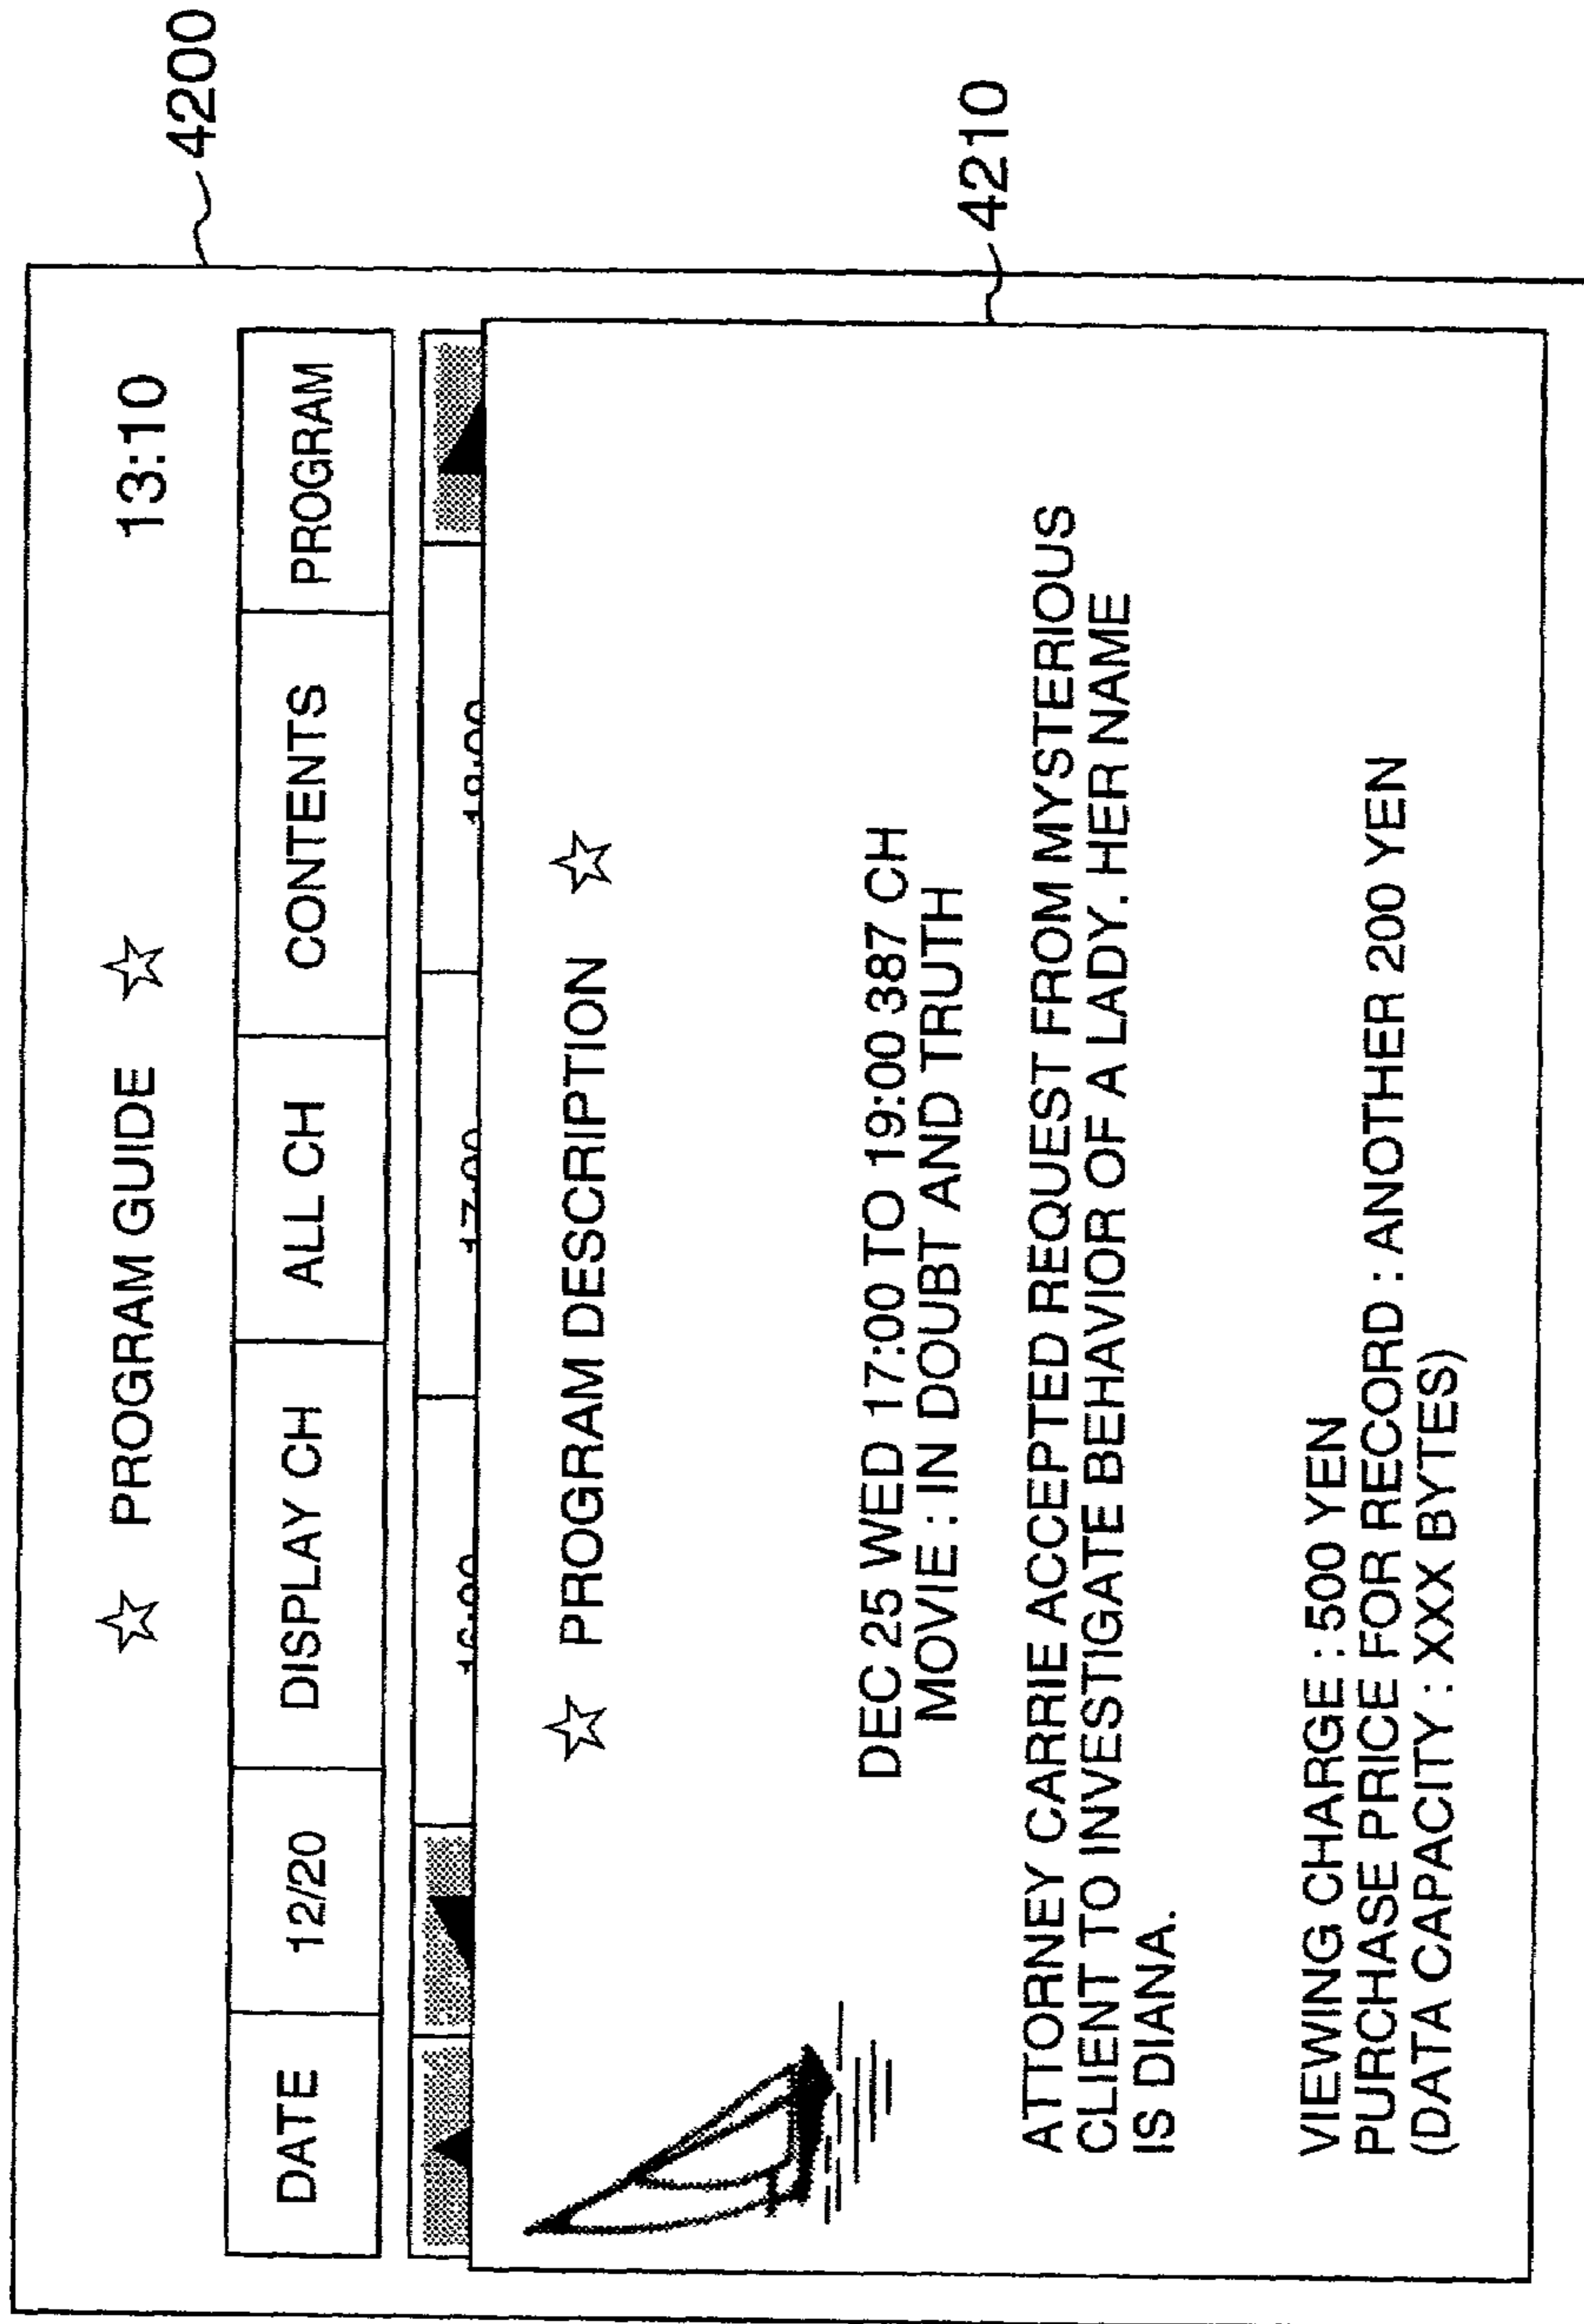 ☆ PROGRAM GUIDE ☆ 13:10
DATE 12/20 DISPLAY CH ALL CH CONTENTS PROGRAM
☆ PROGRAM DESCRIPTION ☆
DEC 25 WED 17:00 TO 19:00 387 CH
MOVIE : IN DOUBT AND TRUTH
ATTORNEY CARRIE ACCEPTED REQUEST FROM MYSTERIOUS
CLIENT TO INVESTIGATE BEHAVIOR OF A LADY. HER NAME
IS DIANA.
VIEWING CHARGE : 500 YEN
PURCHASE PRICE FOR RECORD : ANOTHER 200 YEN
(DATA CAPACITY : XXX BYTES)
4200
4210